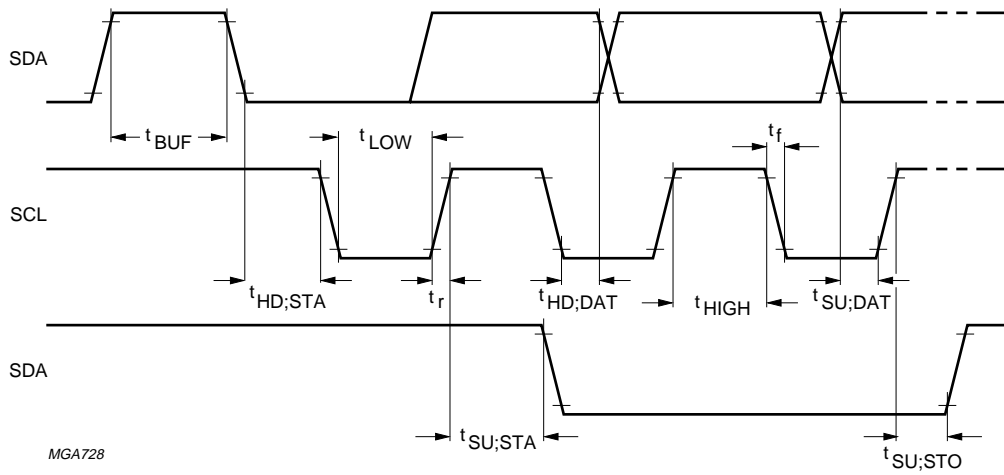 SDA
t BUF
t LOW
t f
SCL
t HD;STA
t r
t HD;DAT
t HIGH
t SU;DAT
SDA
t SU;STA
t SU;STO
MGA728